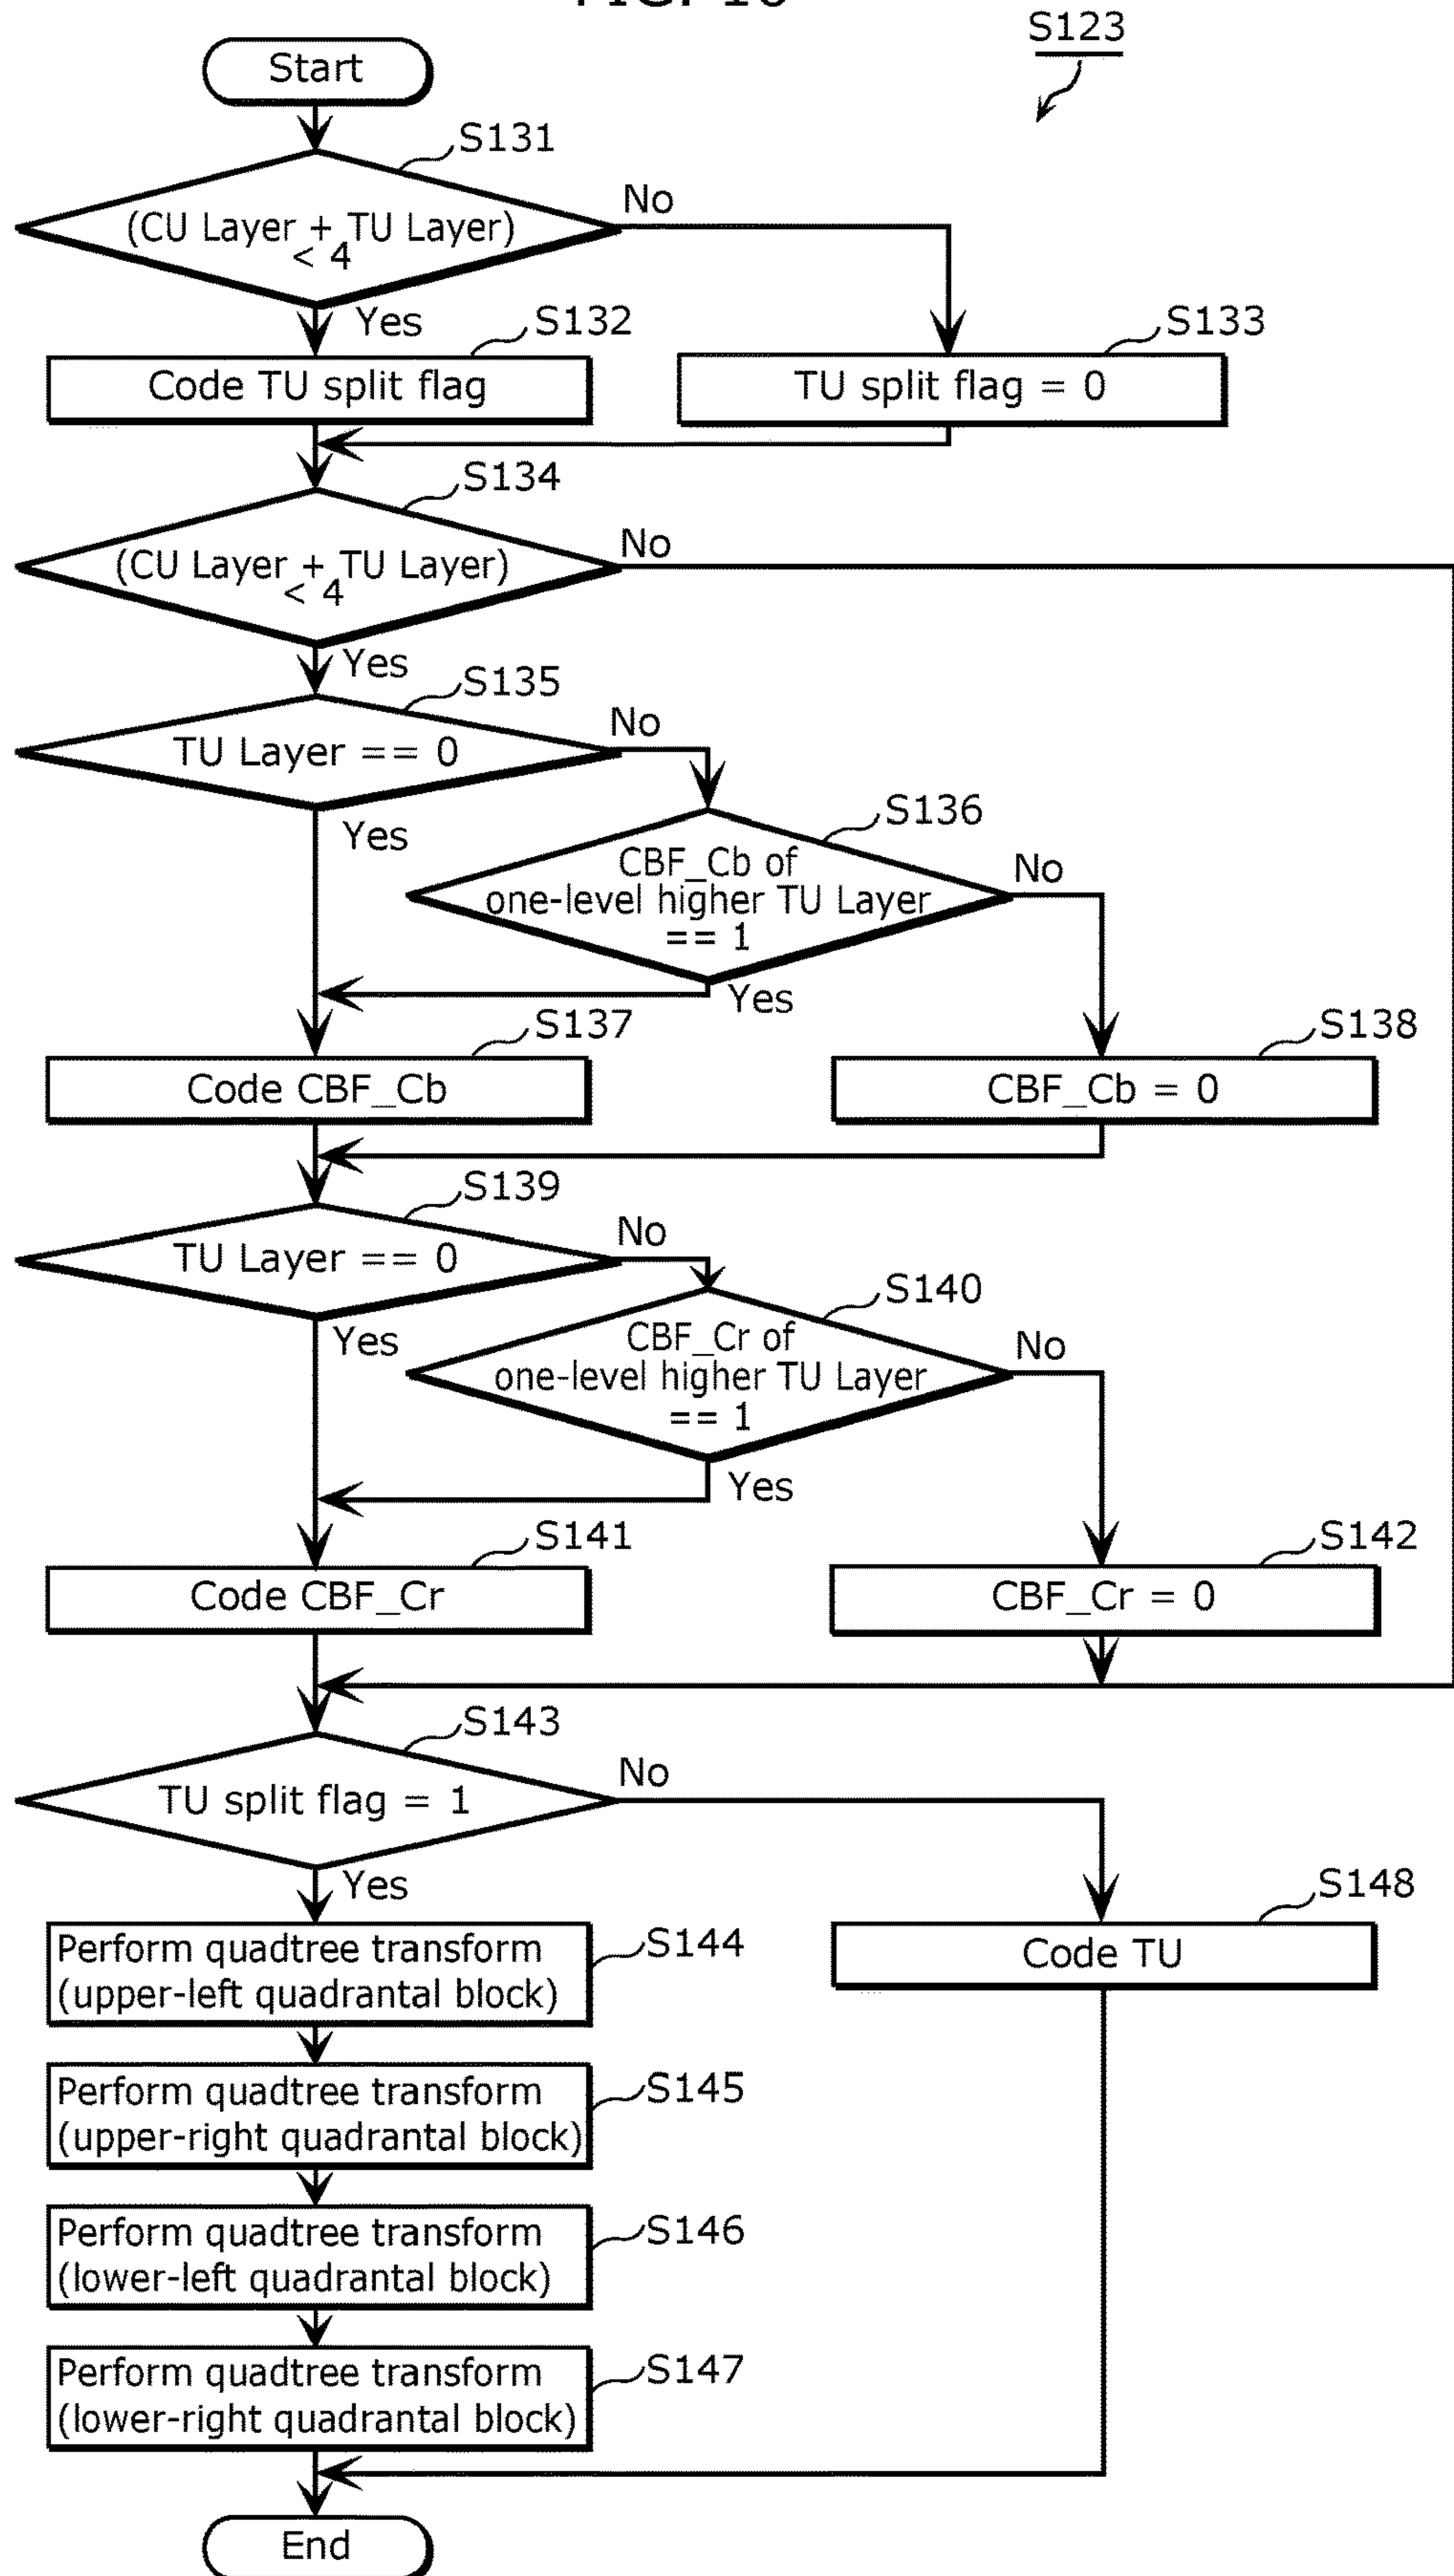 S123
Start
S131
(CU Layer + TU Layer)
< 4
No
Yes
S132
S133
Code TU split flag
TU split flag = 0
S134
(CU Layer + TU Layer)
< 4
No
Yes
S135
TU Layer == 0
No
Yes
S136
CBF_Cb of
one-level higher TU Layer
== 1
No
Yes
S137
S138
Code CBF_Cb
CBF_Cb = 0
S139
TU Layer == 0
No
Yes
S140
CBF_Cr of
one-level higher TU Layer
== 1
No
Yes
S141
S142
Code CBF_Cr
CBF_Cr = 0
S143
TU split flag = 1
No
Yes
S148
Code TU
Perform quadtree transform
(upper-left quadrantal block)
S144
Perform quadtree transform
(upper-right quadrantal block)
S145
Perform quadtree transform
(lower-left quadrantal block)
S146
Perform quadtree transform
(lower-right quadrantal block)
S147
End